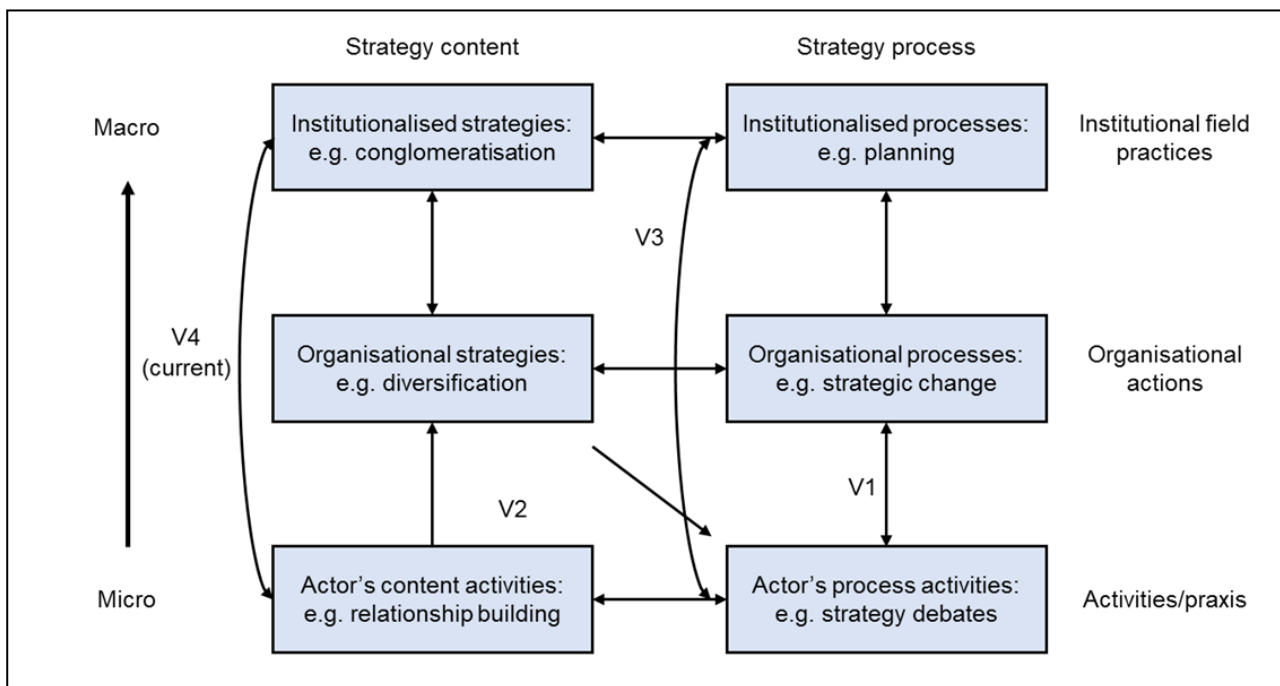 Strategy content
Strategy process
Macro
Institutionalised strategies:
e.g. conglomeratisation
Institutionalised processes:
e.g. planning
Institutional field
practices
V3
V4
(current)
Organisational strategies:
e.g. diversification
Organisational processes:
e.g. strategic change
Organisational
actions
V2
V1
Micro
Actor’s content activities:
e.g. relationship building
Actor’s process activities:
e.g. strategy debates
Activities/praxis